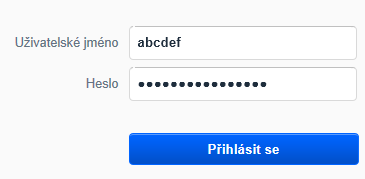 Uživatelské jméno abcdef
Heslo ●●●●●●●●●●●●●●●●
Přihlásit se